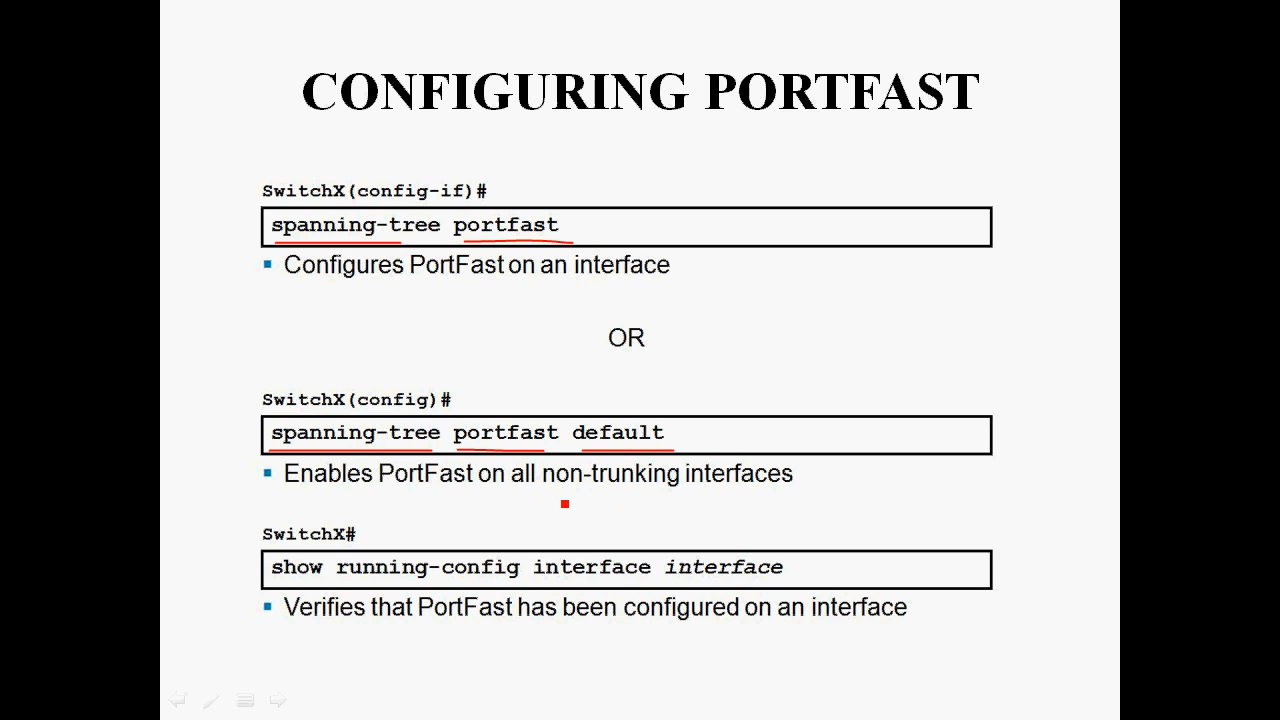 CONFIGURING PORTFAST
SwitchX(config-if)#
spanning-tree portfast
Configures PortFast on an interface
OR
SwitchX(config)#
spanning-tree portfast default
Enables PortFast on all non-trunking interfaces
SwitchX#
show running-config interface interface
Verifies that PortFast has been configured on an interface